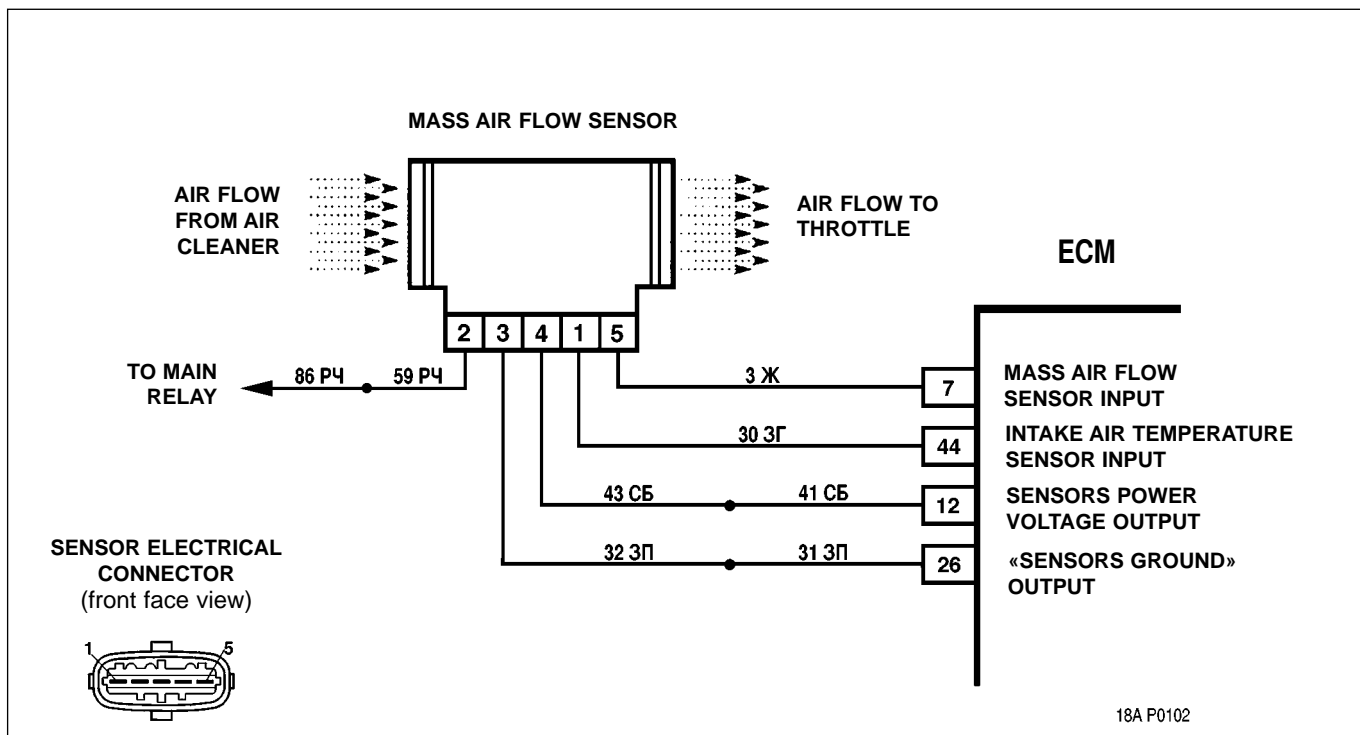 MASS AIR FLOW SENSOR
AIR FLOW
FROM AIR
CLEANER
AIR FLOW TO
THROTTLE
ECM
2 3 4 1 5
TO MAIN
RELAY
86 РЧ
59 РЧ
3 Ж
7
MASS AIR FLOW
SENSOR INPUT
30 ЗГ
44
INTAKE AIR TEMPERATURE
SENSOR INPUT
43 СБ
41 СБ
12
SENSORS POWER
VOLTAGE OUTPUT
32 ЗП
31 ЗП
26
«SENSORS GROUND»
OUTPUT
SENSOR ELECTRICAL
CONNECTOR
(front face view)
1
5
18A P0102